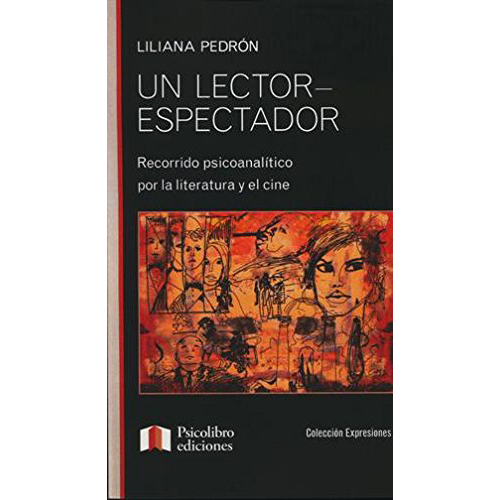 LILIANA PEDRÓN
UN LECTOR—
ESPECTADOR
Recorrido psicoanalítico
por la literatura y el cine
Psicolibro
ediciones
Colección Expresiones